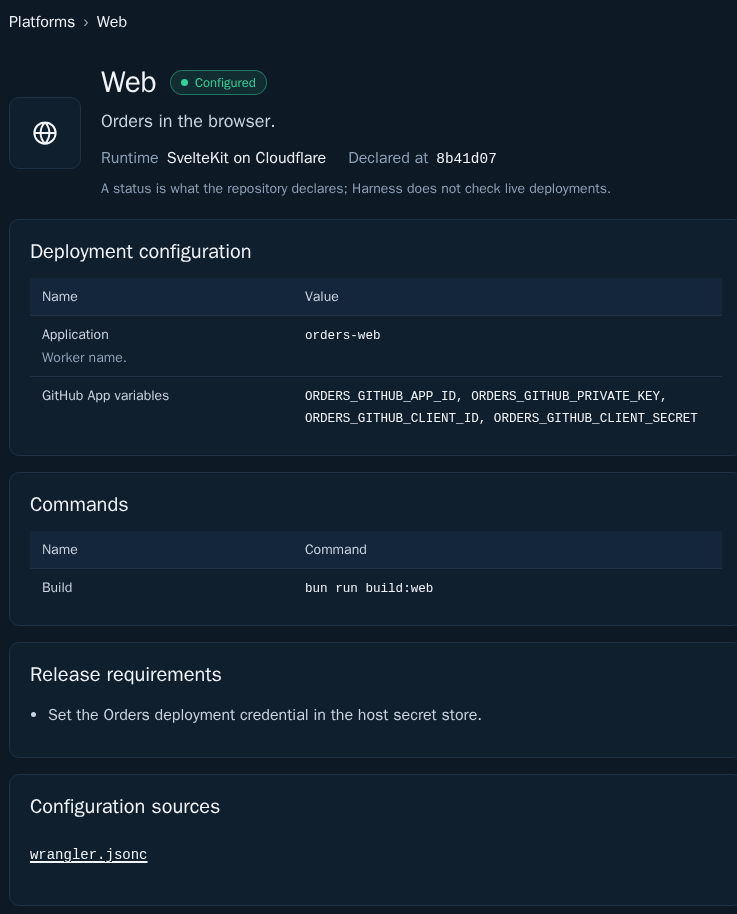 Platforms › Web
Web
Configured
Orders in the browser.
Runtime SvelteKit on Cloudflare Declared at 8b41d07
A status is what the repository declares; Harness does not check live deployments.
Deployment configuration
Name Value
Application orders-web
Worker name.
GitHub App variables ORDERS_GITHUB_APP_ID, ORDERS_GITHUB_PRIVATE_KEY,
ORDERS_GITHUB_CLIENT_ID, ORDERS_GITHUB_CLIENT_SECRET
Commands
Name Command
Build bun run build:web
Release requirements
• Set the Orders deployment credential in the host secret store.
Configuration sources
wrangler.jsonc